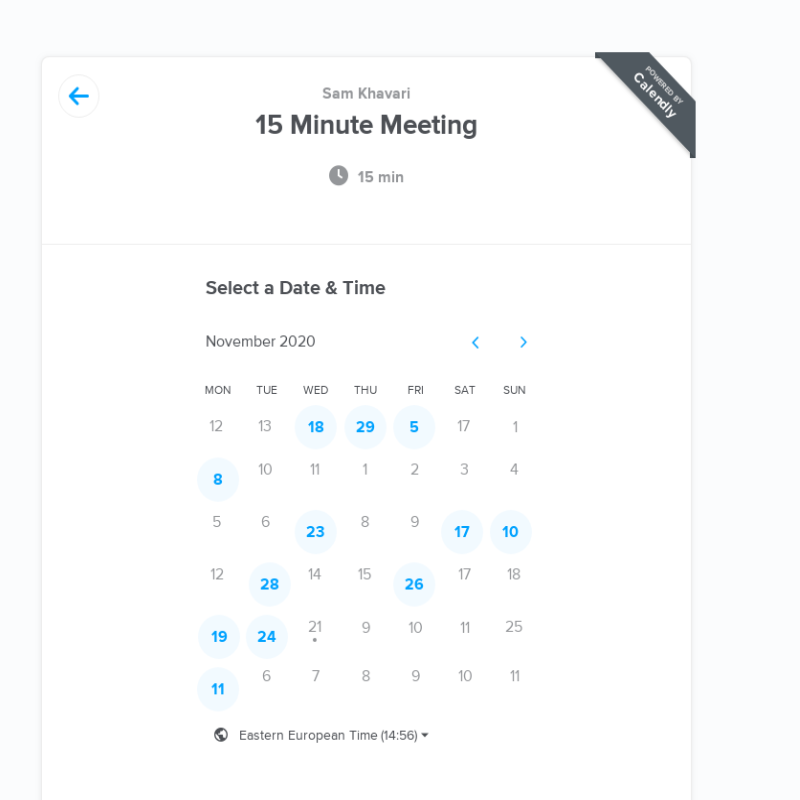 POWERED BY
Calendly
Sam Khavari
15 Minute Meeting
15 min
Select a Date & Time
November 2020
MON TUE WED THU FRI SAT SUN
12 13 18 29 5 17 1
8 10 11 1 2 3 4
5 6 23 8 9 17 10
12 28 14 15 26 17 18
19 24 21 9 10 11 25
11 6 7 8 9 10 11
Eastern European Time (14:56)